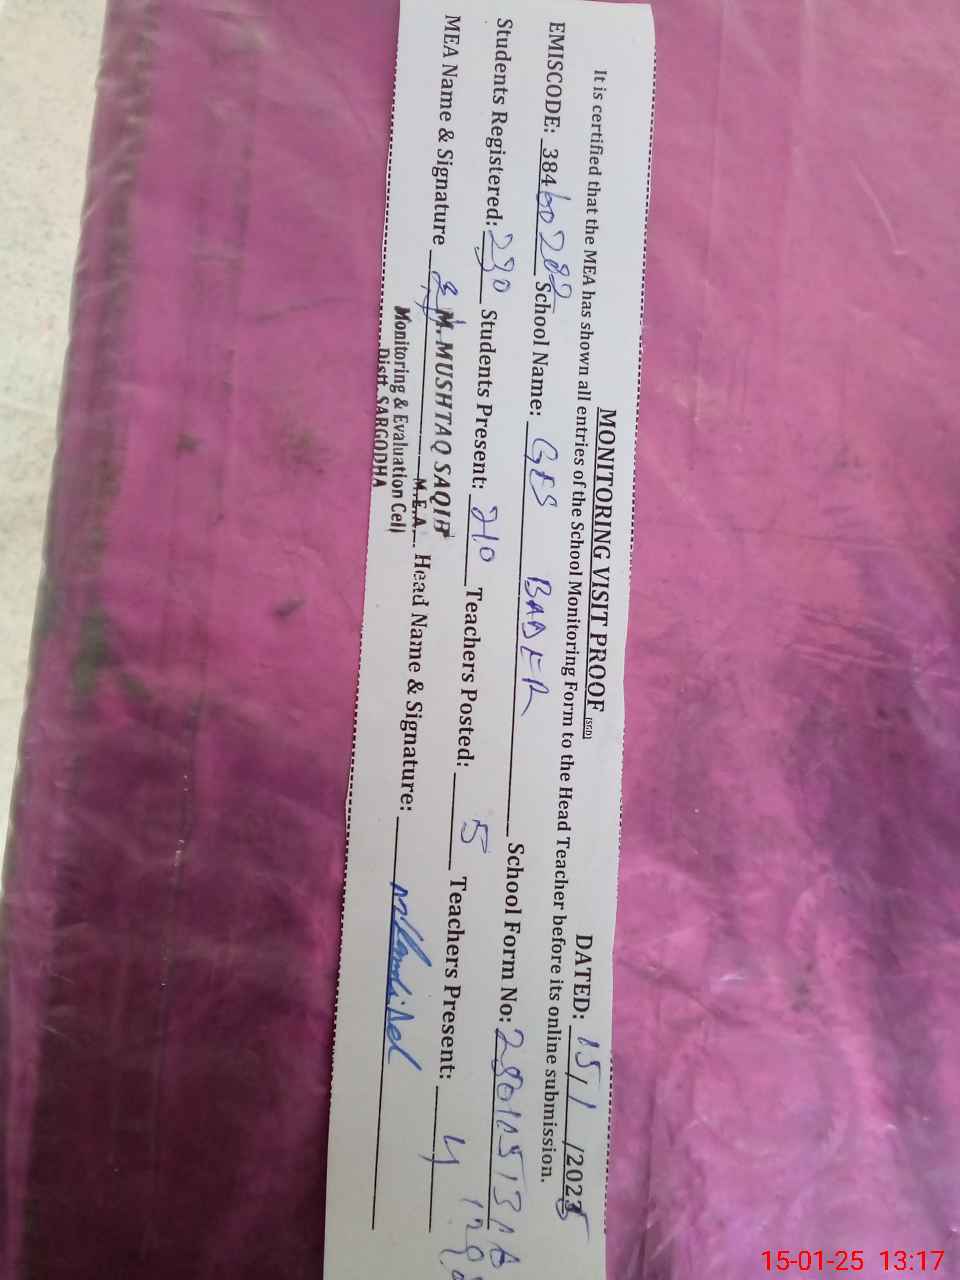 MONITORING VISIT PROOF (SGD)
DATED: 15/1/2025
It is certified that the MEA has shown all entries of the School Monitoring Form to the Head Teacher before its online submission.
EMISCODE: 38460202 School Name: GES BADER School Form No:
Students Registered: 230 Students Present: 210 Teachers Posted: 5 Teachers Present: 4
MEA Name & Signature M. MUSHTAQ SAQIB Head Name & Signature:
M.E.A.
Monitoring & Evaluation Cell
Distt. SARGODHA
15-01-25 13:17